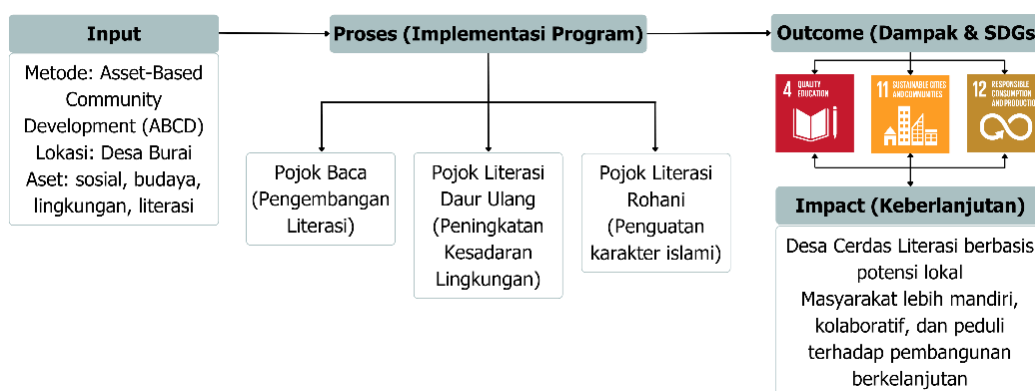 Input
Metode: Asset-Based
Community
Development (ABCD)
Lokasi: Desa Burai
Aset: sosial, budaya,
lingkungan, literasi
Proses (Implementasi Program)
Pojok Baca
(Pengembangan
Literasi)
Pojok Literasi
Daur Ulang
(Peningkatan
Kesadaran
Lingkungan)
Pojok Literasi
Rohani
(Penguatan
karakter islami)
Outcome (Dampak & SDGs
4 QUALITY
EDUCATION
11 SUSTAINABLE CITIES
AND COMMUNITIES
12 RESPONSIBLE
CONSUMPTION
AND PRODUCTIO
Impact (Keberlanjutan)
Desa Cerdas Literasi berbasis
potensi lokal
Masyarakat lebih mandiri,
kolaboratif, dan peduli
terhadap pembangunan
berkelanjutan